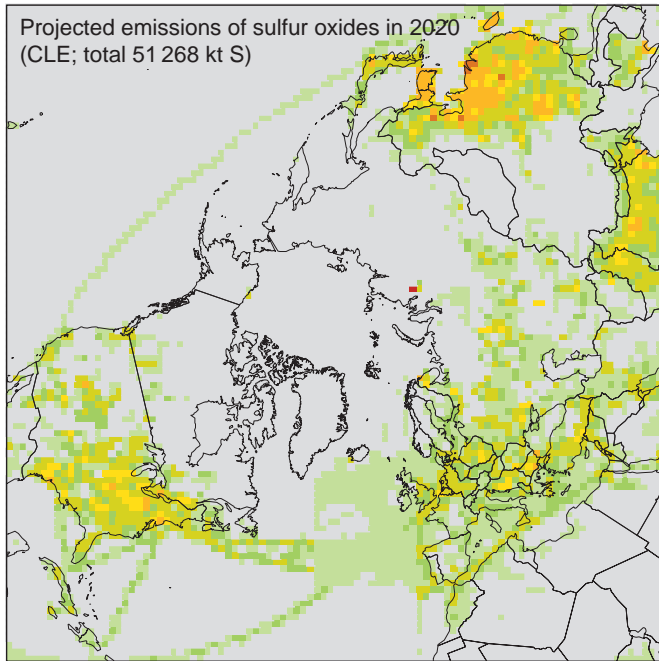 Projected emissions of sulfur oxides in 2020
(CLE; total 51 268 kt S)